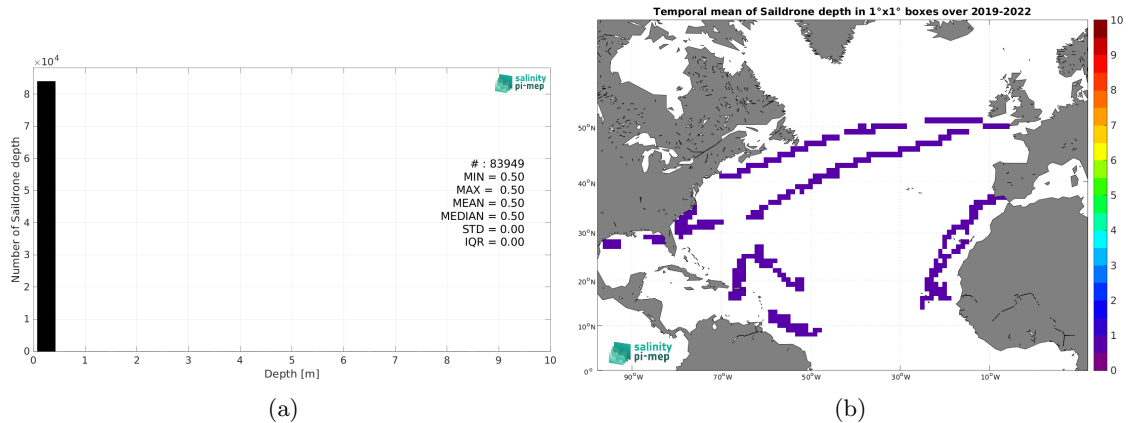 Temporal mean of Saildrone depth in 1°x1° boxes over 2019-2022
×10⁴
salinity
pi-mep
# : 83949
MIN = 0.50
MAX = 0.50
MEAN = 0.50
MEDIAN = 0.50
STD = 0.00
IQR = 0.00
Number of Saildrone depth
8
7
6
5
4
3
2
1
0
0 1 2 3 4 5 6 7 8 9 10
Depth [m]
(a)
50°N
40°N
30°N
20°N
10°N
0°
90°W 70°W 50°W 30°W 10°W
salinity
pi-mep
10
9
8
7
6
5
4
3
2
1
0
(b)